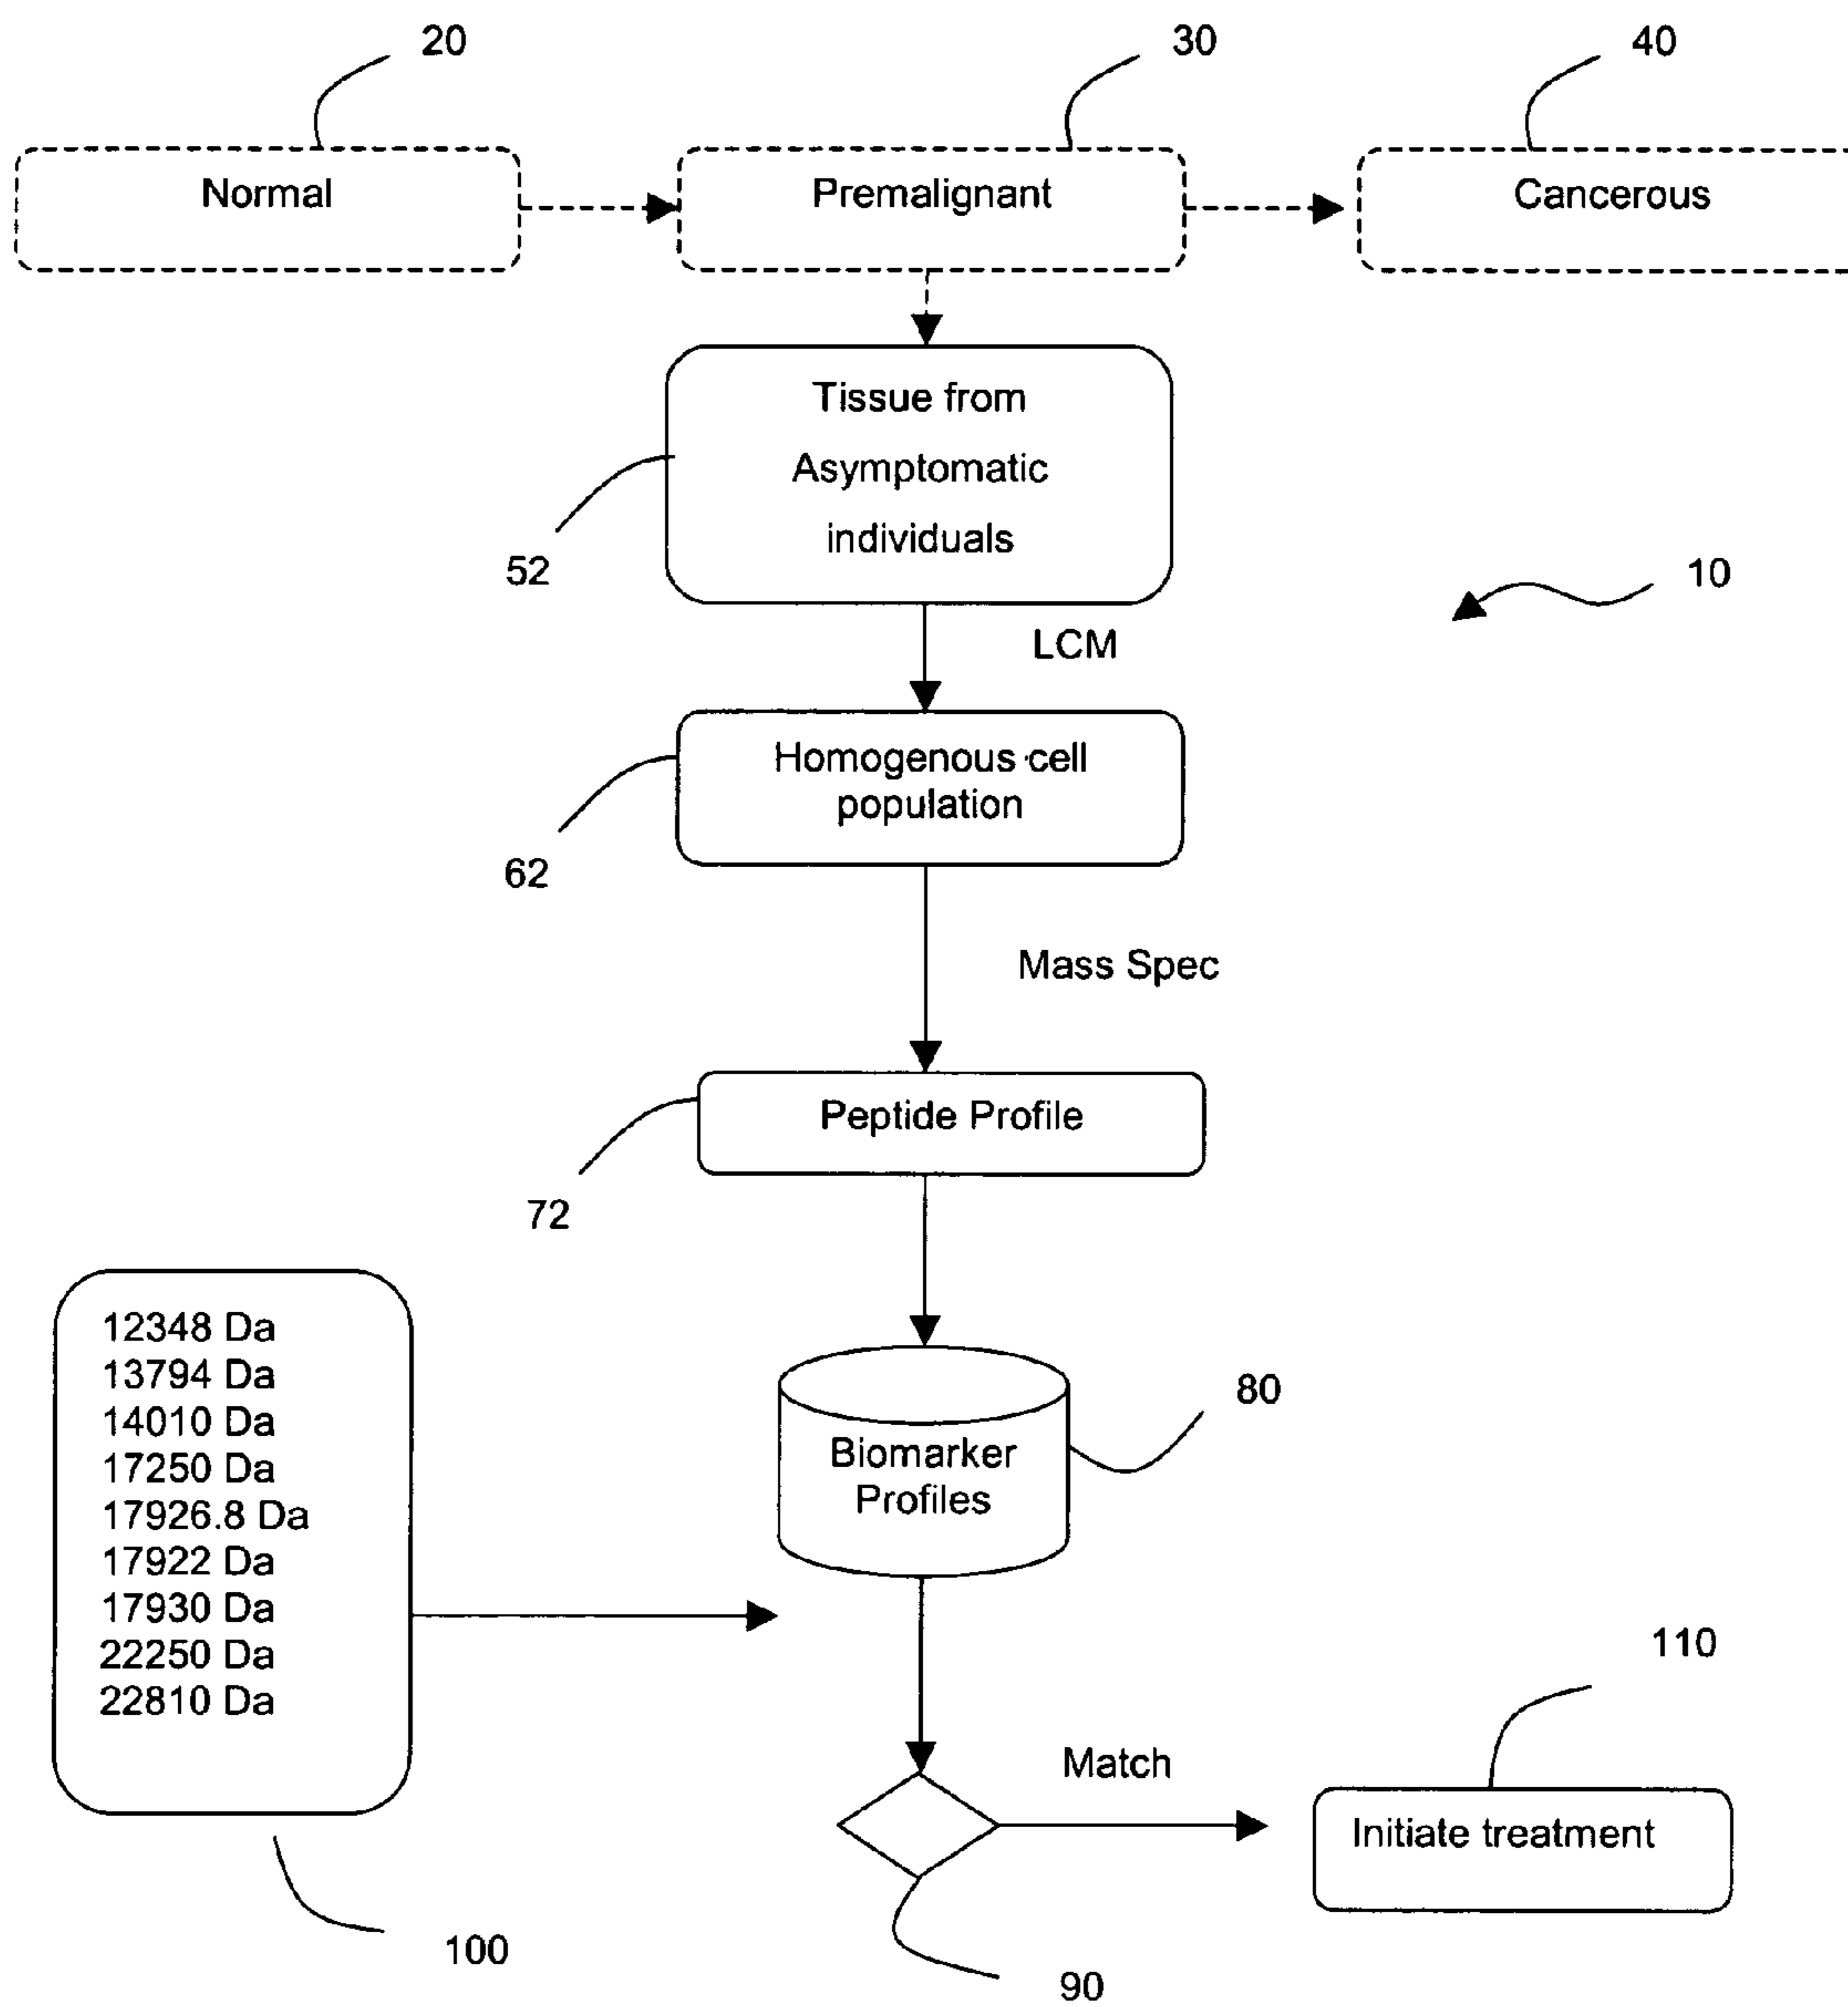 20
30
40
Normal
Premalignant
Cancerous
Tissue from
Asymptomatic
individuals
52
10
LCM
Homogenous cell
population
62
Mass Spec
Peptide Profile
72
12348 Da
13794 Da
14010 Da
17250 Da
17926.8 Da
17922 Da
17930 Da
22250 Da
22810 Da
80
Biomarker
Profiles
110
Match
Initiate treatment
100
90